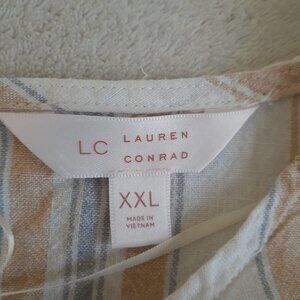 LC LAUREN
CONRAD
XXL
MADE IN
VIETNAM